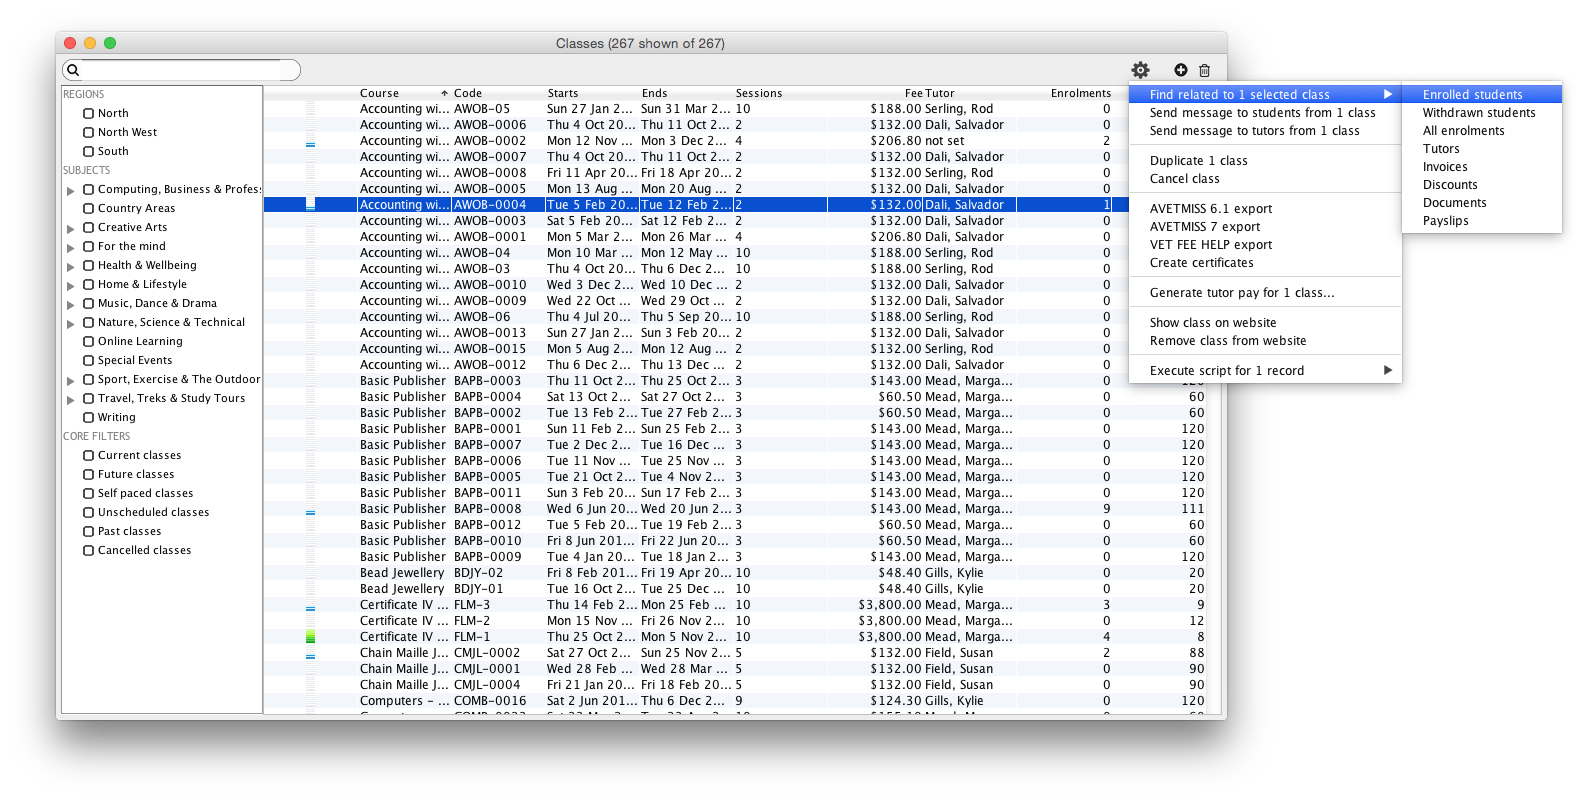 Classes (267 shown of 267)
REGIONS
North
North West
South
SUBJECTS
Computing, Business & Profes
Country Areas
Creative Arts
For the mind
Health & Wellbeing
Home & Lifestyle
Music, Dance & Drama
Nature, Science & Technical
Online Learning
Special Events
Sport, Exercise & The Outdoor
Travel, Treks & Study Tours
Writing
CORE FILTERS
Current classes
Future classes
Self paced classes
Unscheduled classes
Past classes
Cancelled classes
Course Code Starts Ends Sessions Fee Tutor Enrolments
Accounting wi... AWOB-05 Sun 27 Jan 2... Sun 31 Mar 2... 10 $188.00 Serling, Rod 0
Accounting wi... AWOB-0006 Thu 4 Oct 20... Thu 11 Oct 2... 2 $132.00 Dali, Salvador 0
Accounting wi... AWOB-0002 Mon 12 Nov ... Mon 3 Dec 2... 4 $206.80 not set 2
Accounting wi... AWOB-0007 Thu 4 Oct 20... Thu 11 Oct 2... 2 $132.00 Dali, Salvador 0
Accounting wi... AWOB-0008 Fri 11 Apr 20... Fri 18 Apr 20... 2 $132.00 Dali, Salvador 0
Accounting wi... AWOB-0005 Mon 13 Aug ... Mon 20 Aug ... 2 $132.00 Dali, Salvador 0
Accounting wi... AWOB-0004 Tue 5 Feb 20... Tue 12 Feb 2... 2 $132.00 Dali, Salvador 1
Accounting wi... AWOB-0003 Sat 5 Feb 20... Sat 12 Feb 2... 2 $132.00 Dali, Salvador 0
Accounting wi... AWOB-0001 Mon 5 Mar 2... Mon 26 Mar ... 4 $206.80 Dali, Salvador 0
Accounting wi... AWOB-04 Mon 10 Mar ... Mon 12 May ... 10 $188.00 Serling, Rod 0
Accounting wi... AWOB-03 Thu 4 Oct 20... Thu 6 Dec 2... 10 $188.00 Serling, Rod 0
Accounting wi... AWOB-0010 Wed 3 Dec 2... Wed 10 Dec ... 2 $132.00 Dali, Salvador 0
Accounting wi... AWOB-0009 Wed 22 Oct ... Wed 29 Oct ... 2 $132.00 Dali, Salvador 0
Accounting wi... AWOB-06 Thu 4 Jul 20... Thu 5 Sep 20... 10 $188.00 Serling, Rod 0
Accounting wi... AWOB-0013 Sun 27 Jan 2... Sun 3 Feb 20... 2 $132.00 Dali, Salvador 0
Accounting wi... AWOB-0015 Mon 5 Aug 2... Mon 12 Aug ... 2 $132.00 Serling, Rod 0
Accounting wi... AWOB-0012 Thu 6 Dec 2... Thu 13 Dec ... 2 $132.00 Dali, Salvador 0
Basic Publisher BAPB-0003 Thu 11 Oct 2... Thu 25 Oct 2... 3 $143.00 Mead, Marga... 0 120
Basic Publisher BAPB-0004 Sat 13 Oct 2... Sat 27 Oct 2... 3 $60.50 Mead, Marga... 0 60
Basic Publisher BAPB-0002 Tue 13 Feb 2... Tue 27 Feb 2... 3 $60.50 Mead, Marga... 0 60
Basic Publisher BAPB-0001 Sun 11 Feb 2... Sun 25 Feb 2... 3 $143.00 Mead, Marga... 0 120
Basic Publisher BAPB-0007 Tue 2 Dec 2... Tue 16 Dec ... 3 $143.00 Mead, Marga... 0 120
Basic Publisher BAPB-0006 Tue 11 Nov ... Tue 25 Nov ... 3 $143.00 Mead, Marga... 0 120
Basic Publisher BAPB-0005 Tue 21 Oct 2... Tue 4 Nov 2... 3 $143.00 Mead, Marga... 0 120
Basic Publisher BAPB-0011 Sun 3 Feb 20... Sun 17 Feb 2... 3 $143.00 Mead, Marga... 0 120
Basic Publisher BAPB-0008 Wed 6 Jun 20... Wed 20 Jun 2... 3 $143.00 Mead, Marga... 9 111
Basic Publisher BAPB-0012 Tue 5 Feb 20... Tue 19 Feb 2... 3 $60.50 Mead, Marga... 0 60
Basic Publisher BAPB-0010 Fri 8 Jun 201... Fri 22 Jun 20... 3 $60.50 Mead, Marga... 0 60
Basic Publisher BAPB-0009 Tue 4 Jan 20... Tue 18 Jan 2... 3 $143.00 Mead, Marga... 0 120
Bead Jewellery BDJY-02 Fri 8 Feb 201... Fri 19 Apr 20... 10 $48.40 Gills, Kylie 0 20
Bead Jewellery BDJY-01 Tue 16 Oct 2... Tue 25 Dec ... 10 $48.40 Gills, Kylie 0 20
Certificate IV ... FLM-3 Thu 14 Feb 2... Mon 25 Feb ... 10 $3,800.00 Mead, Marga... 3 9
Certificate IV ... FLM-2 Mon 15 Nov ... Fri 26 Nov 2... 10 $3,800.00 Mead, Marga... 0 12
Certificate IV ... FLM-1 Thu 25 Oct 2... Mon 5 Nov 2... 10 $3,800.00 Mead, Marga... 4 8
Chain Maille J... CMJL-0002 Sat 27 Oct 2... Sun 25 Nov 2... 5 $132.00 Field, Susan 2 88
Chain Maille J... CMJL-0001 Wed 28 Feb ... Wed 28 Mar ... 5 $132.00 Field, Susan 0 90
Chain Maille J... CMJL-0004 Fri 21 Jan 20... Fri 18 Feb 20... 5 $132.00 Field, Susan 0 90
Computers - ... COMB-0016 Sat 2 Jun 201... Thu 6 Dec 2... 9 $124.30 Gills, Kylie 0 120
Find related to 1 selected class
Send message to students from 1 class
Send message to tutors from 1 class
Duplicate 1 class
Cancel class
AVETMISS 6.1 export
AVETMISS 7 export
VET FEE HELP export
Create certificates
Generate tutor pay for 1 class...
Show class on website
Remove class from website
Execute script for 1 record
Enrolled students
Withdrawn students
All enrolments
Tutors
Invoices
Discounts
Documents
Payslips